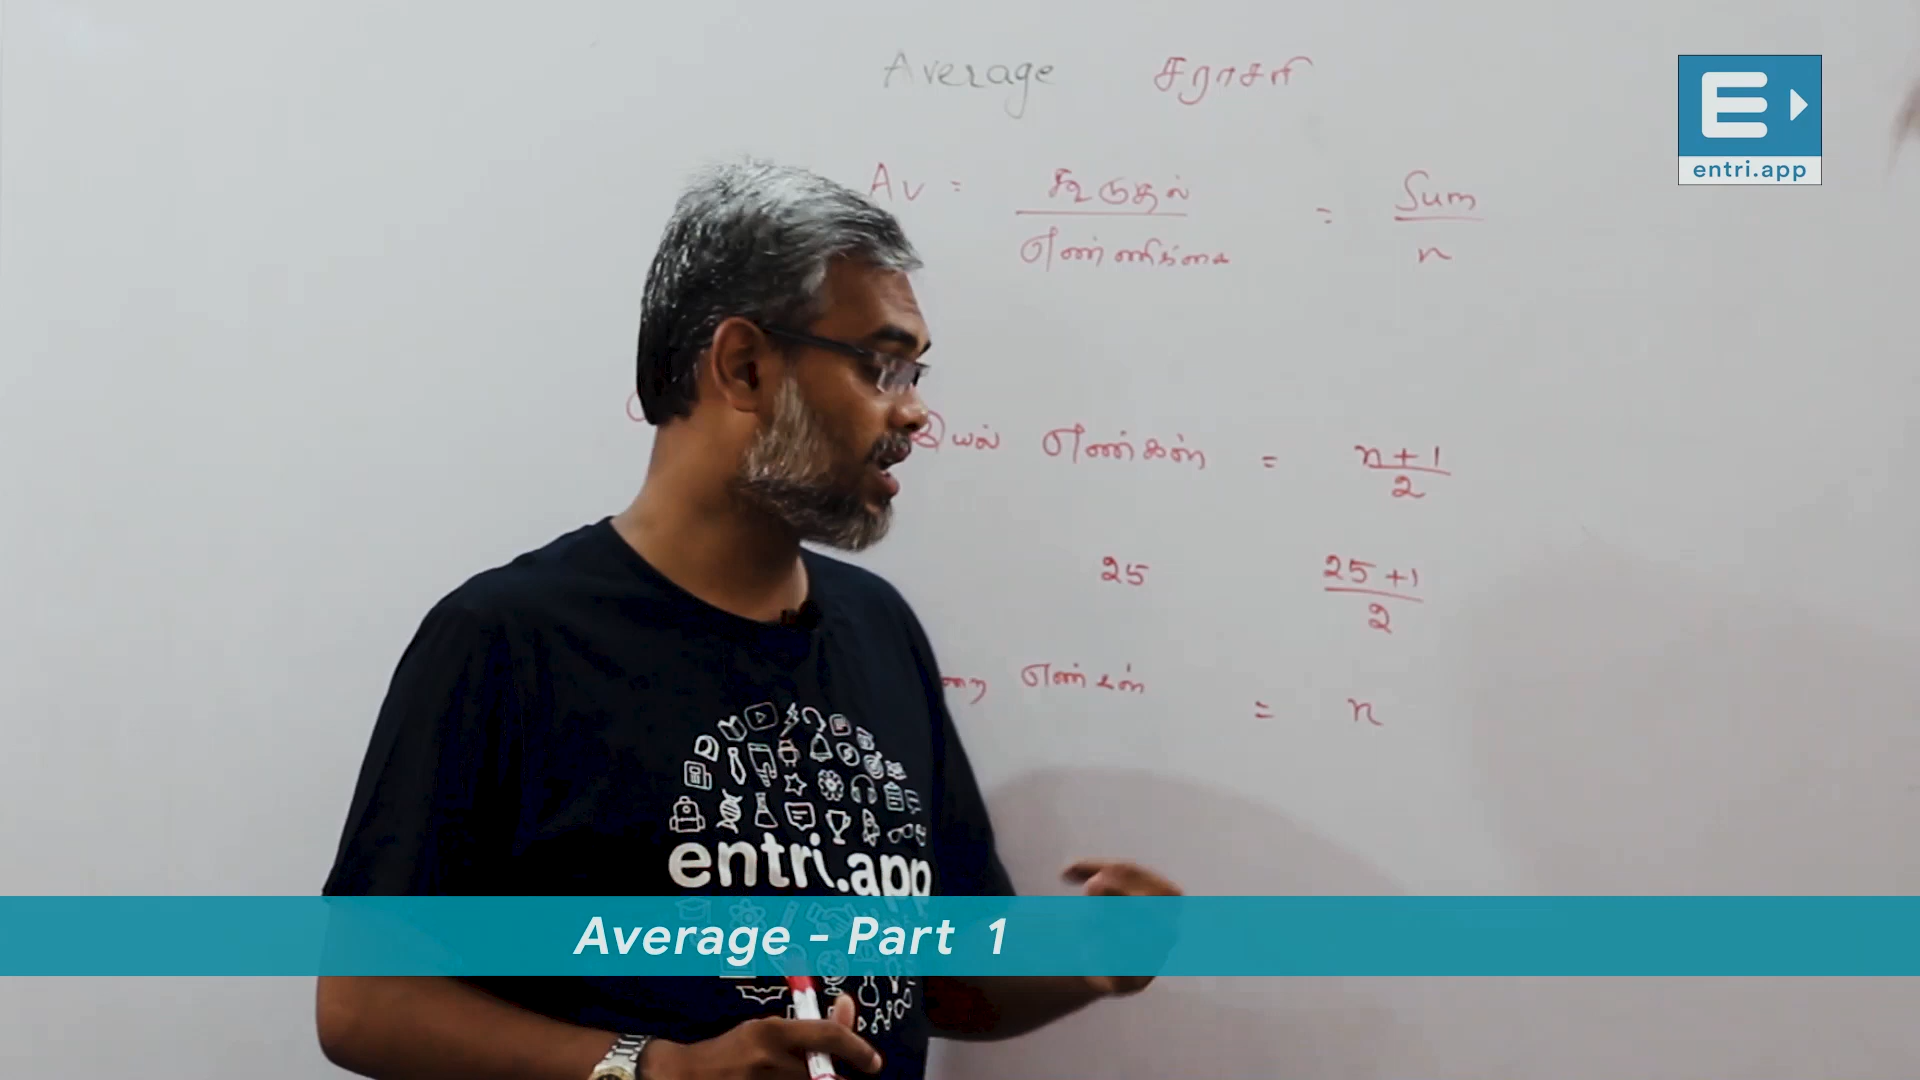 Average சராசரி
entri.app
Av = கூடுதல் / எண்ணிக்கை = Sum / n
இயல் எண்கள் = n+1 / 2
25 25+1 / 2
எண்கள் = n
entri.app
Average - Part 1